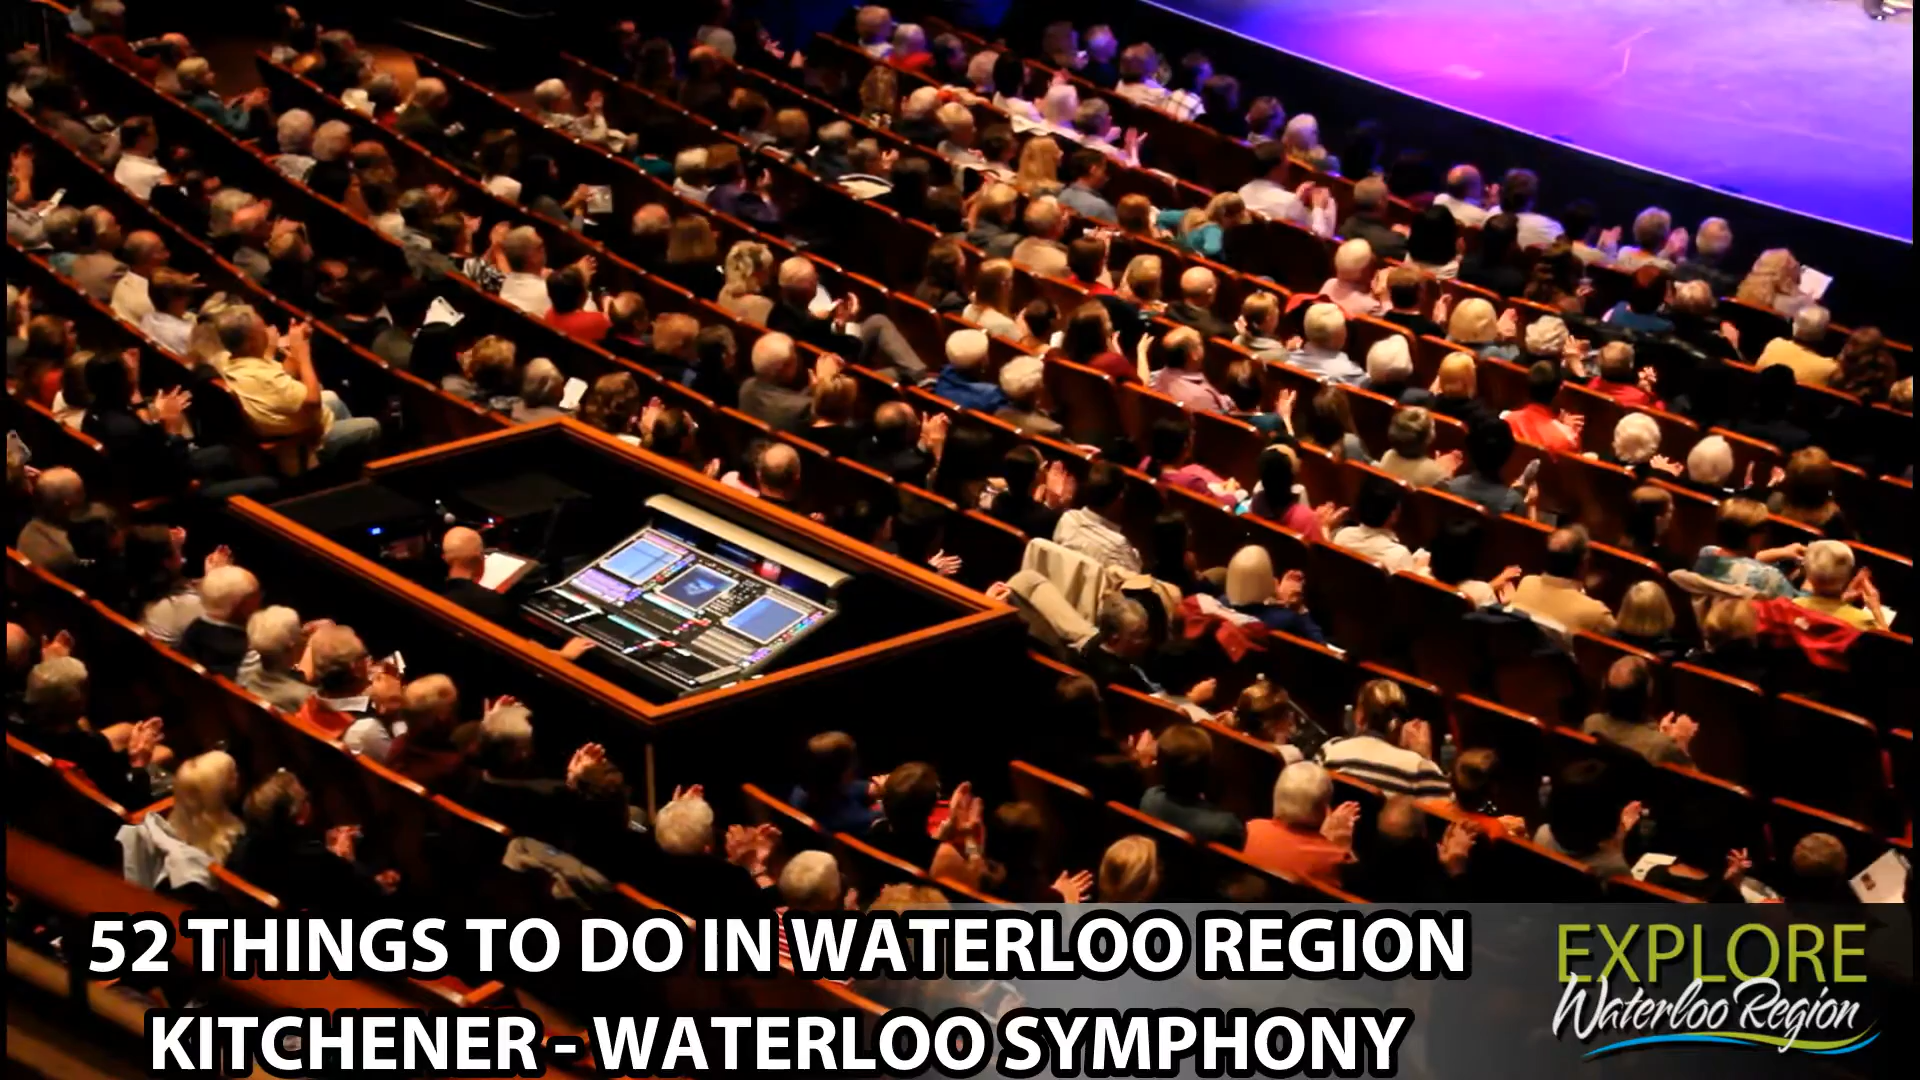 52 THINGS TO DO IN WATERLOO REGION
KITCHENER - WATERLOO SYMPHONY
EXPLORE
Waterloo Region